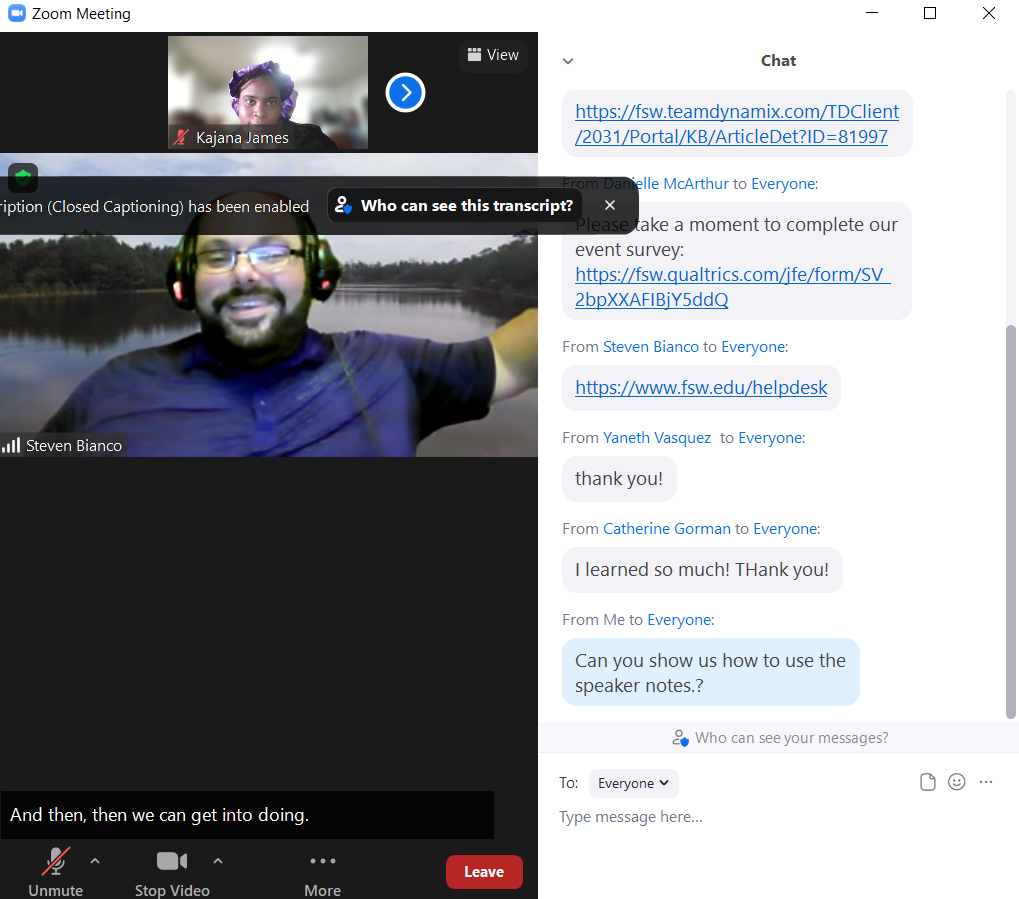 Zoom Meeting
View
Kajana James
ription (Closed Captioning) has been enabled
Who can see this transcript?
Steven Bianco
And then, then we can get into doing.
Unmute
Stop Video
More
Leave
Chat
https://fsw.teamdynamix.com/TDClient
/2031/Portal/KB/ArticleDet?ID=81997
From Danielle McArthur to Everyone:
Please take a moment to complete our
event survey:
https://fsw.qualtrics.com/jfe/form/SV_
2bpXXAFIBjY5ddQ
From Steven Bianco to Everyone:
https://www.fsw.edu/helpdesk
From Yaneth Vasquez  to Everyone:
thank you!
From Catherine Gorman to Everyone:
I learned so much! THank you!
From Me to Everyone:
Can you show us how to use the
speaker notes.?
Who can see your messages?
To: Everyone
Type message here...